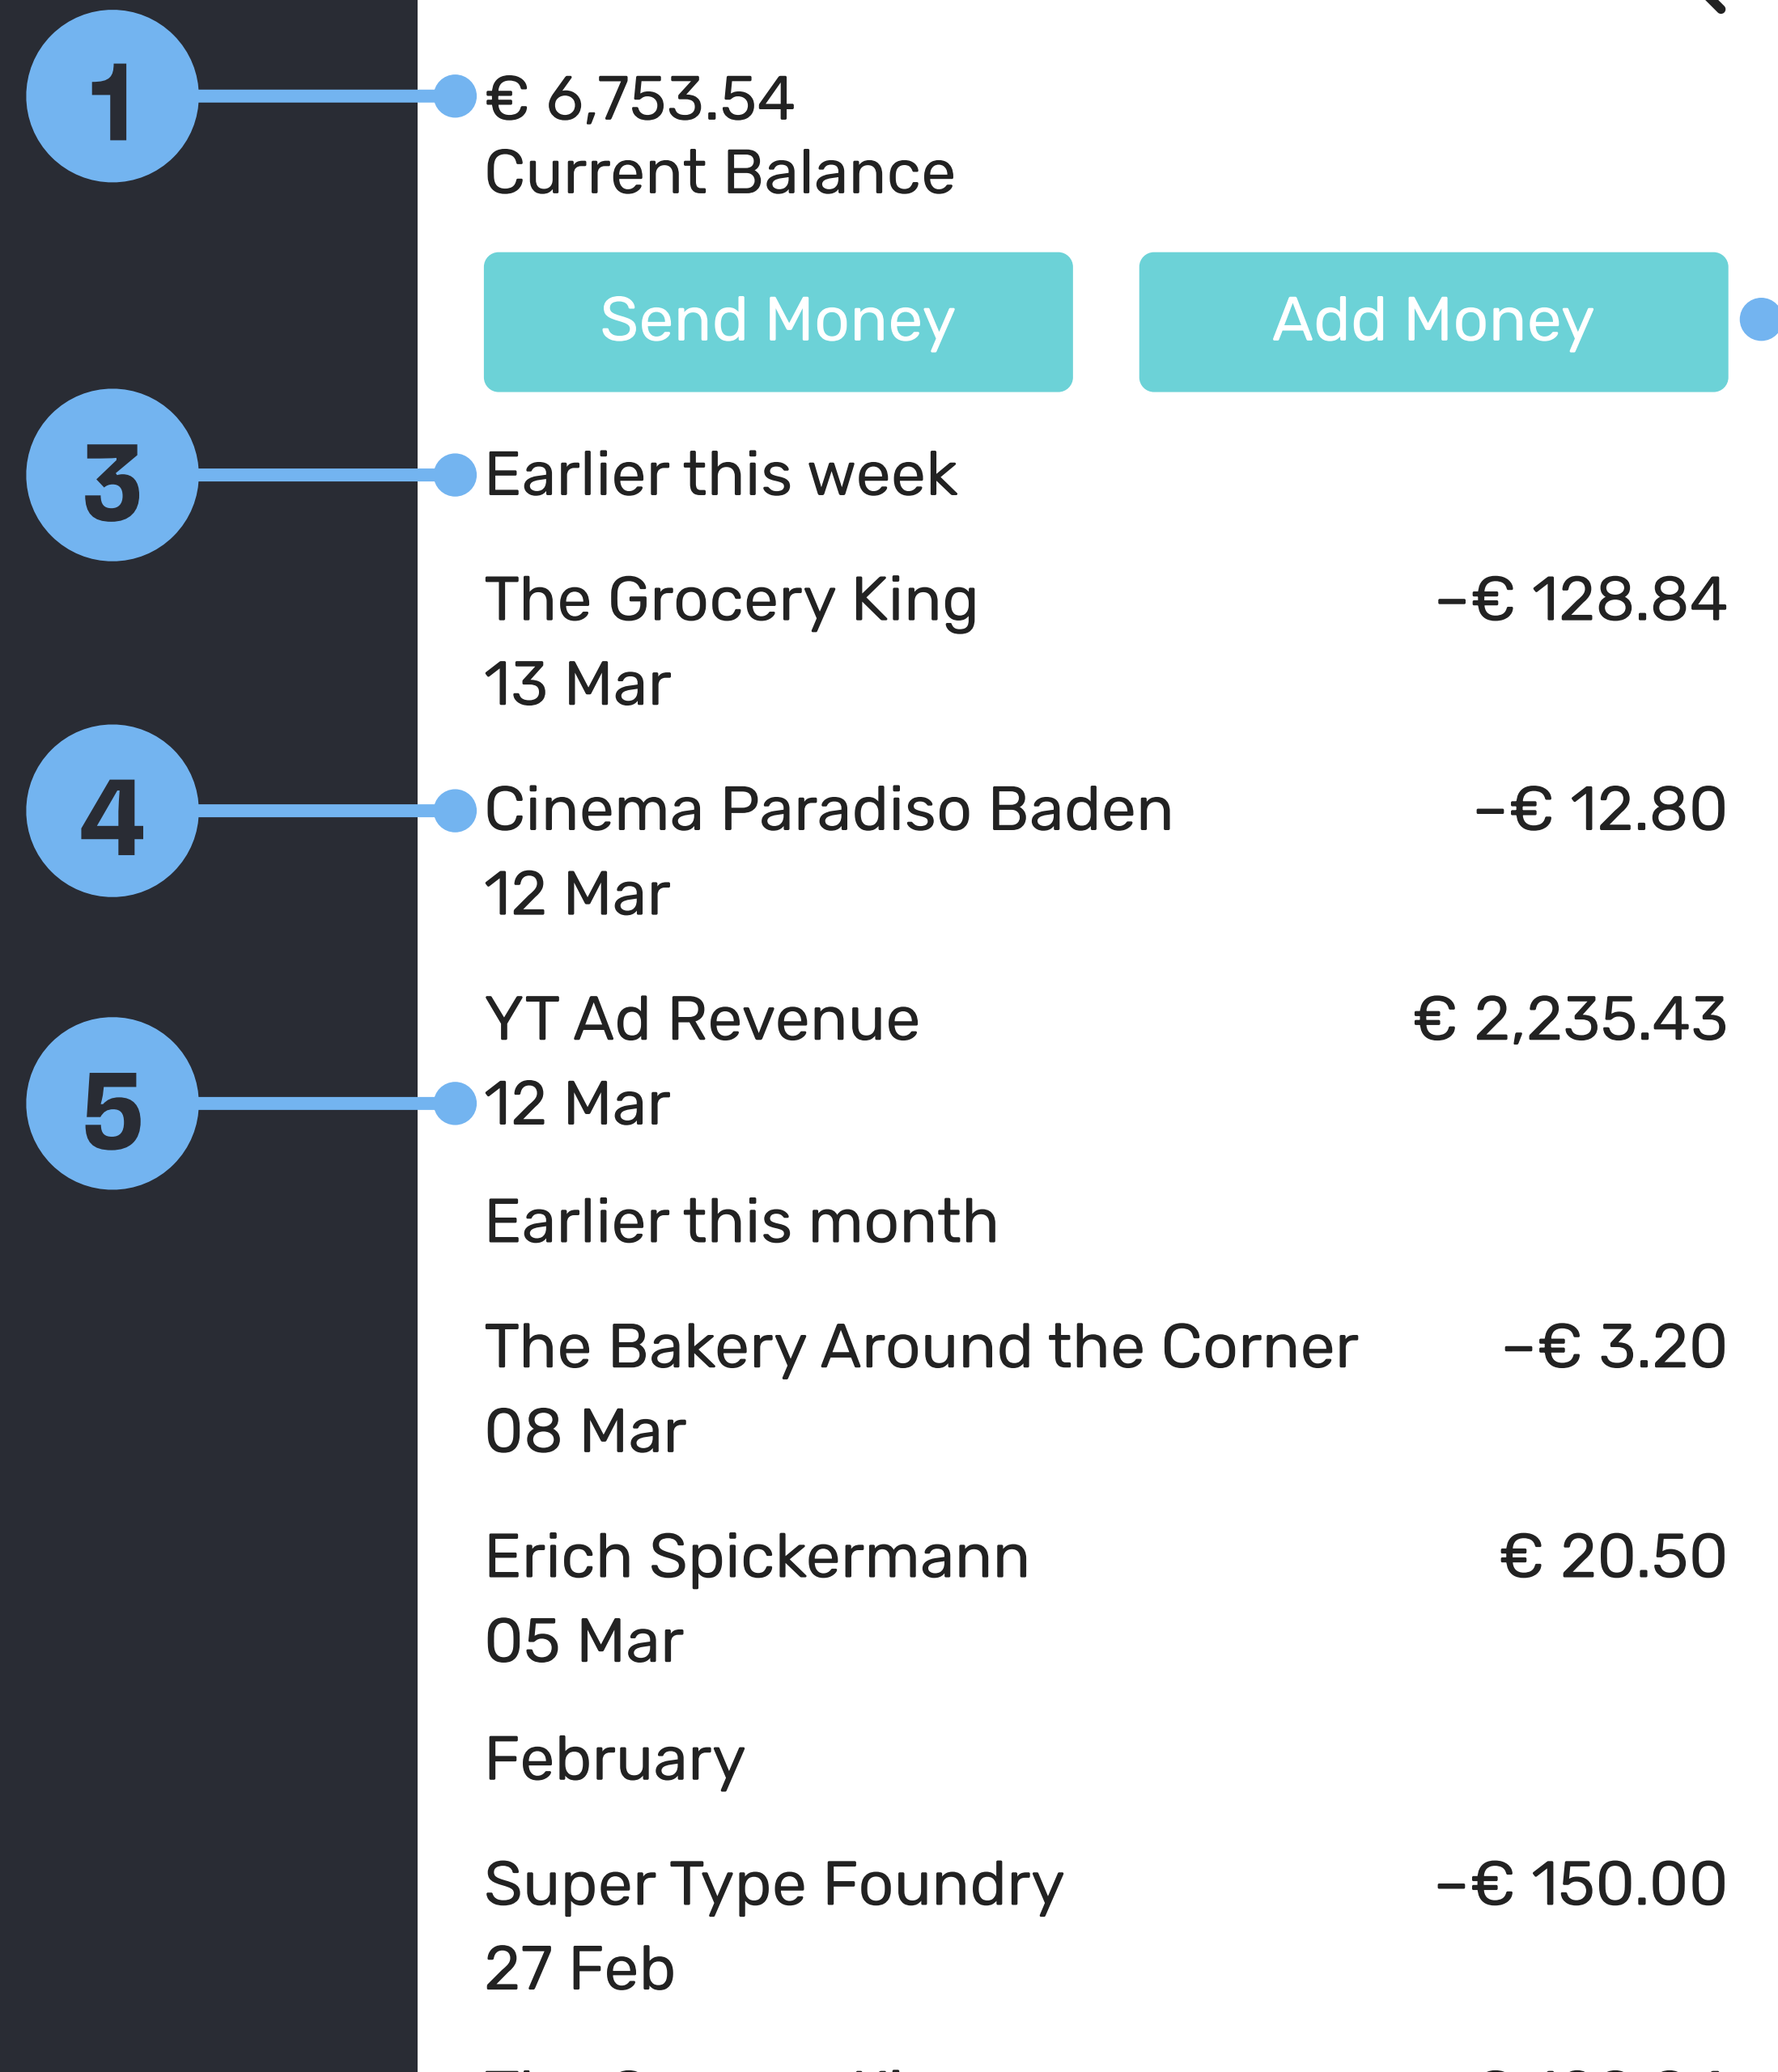 1
€ 6,753.54
Current Balance
Send Money Add Money
3
Earlier this week
The Grocery King –€ 128.84
13 Mar
4
Cinema Paradiso Baden –€ 12.80
12 Mar
YT Ad Revenue € 2,235.43
5
12 Mar
Earlier this month
The Bakery Around the Corner –€ 3.20
08 Mar
Erich Spickermann € 20.50
05 Mar
February
Super Type Foundry –€ 150.00
27 Feb